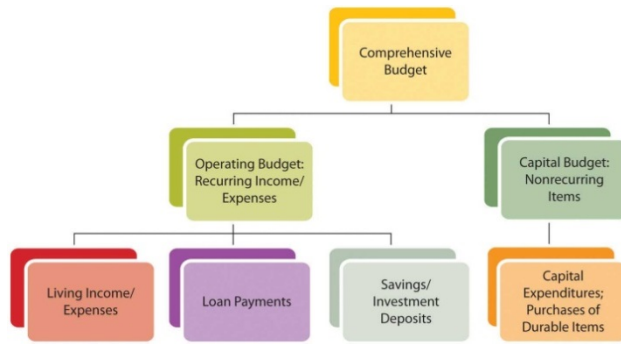 Comprehensive
Budget
Operating Budget:
Recurring Income/
Expenses
Capital Budget:
Nonrecurring
Items
Living Income/
Expenses
Loan Payments
Savings/
Investment
Deposits
Capital
Expenditures;
Purchases of
Durable Items